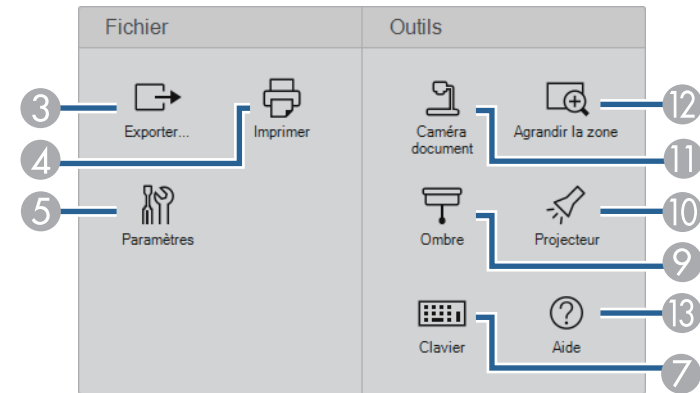 Fichier
Outils
3
Exporter...
Imprimer
4
Caméra
document
Agrandir la zone
12
11
5
Paramètres
Ombre
Projecteur
10
9
Clavier
Aide
13
7